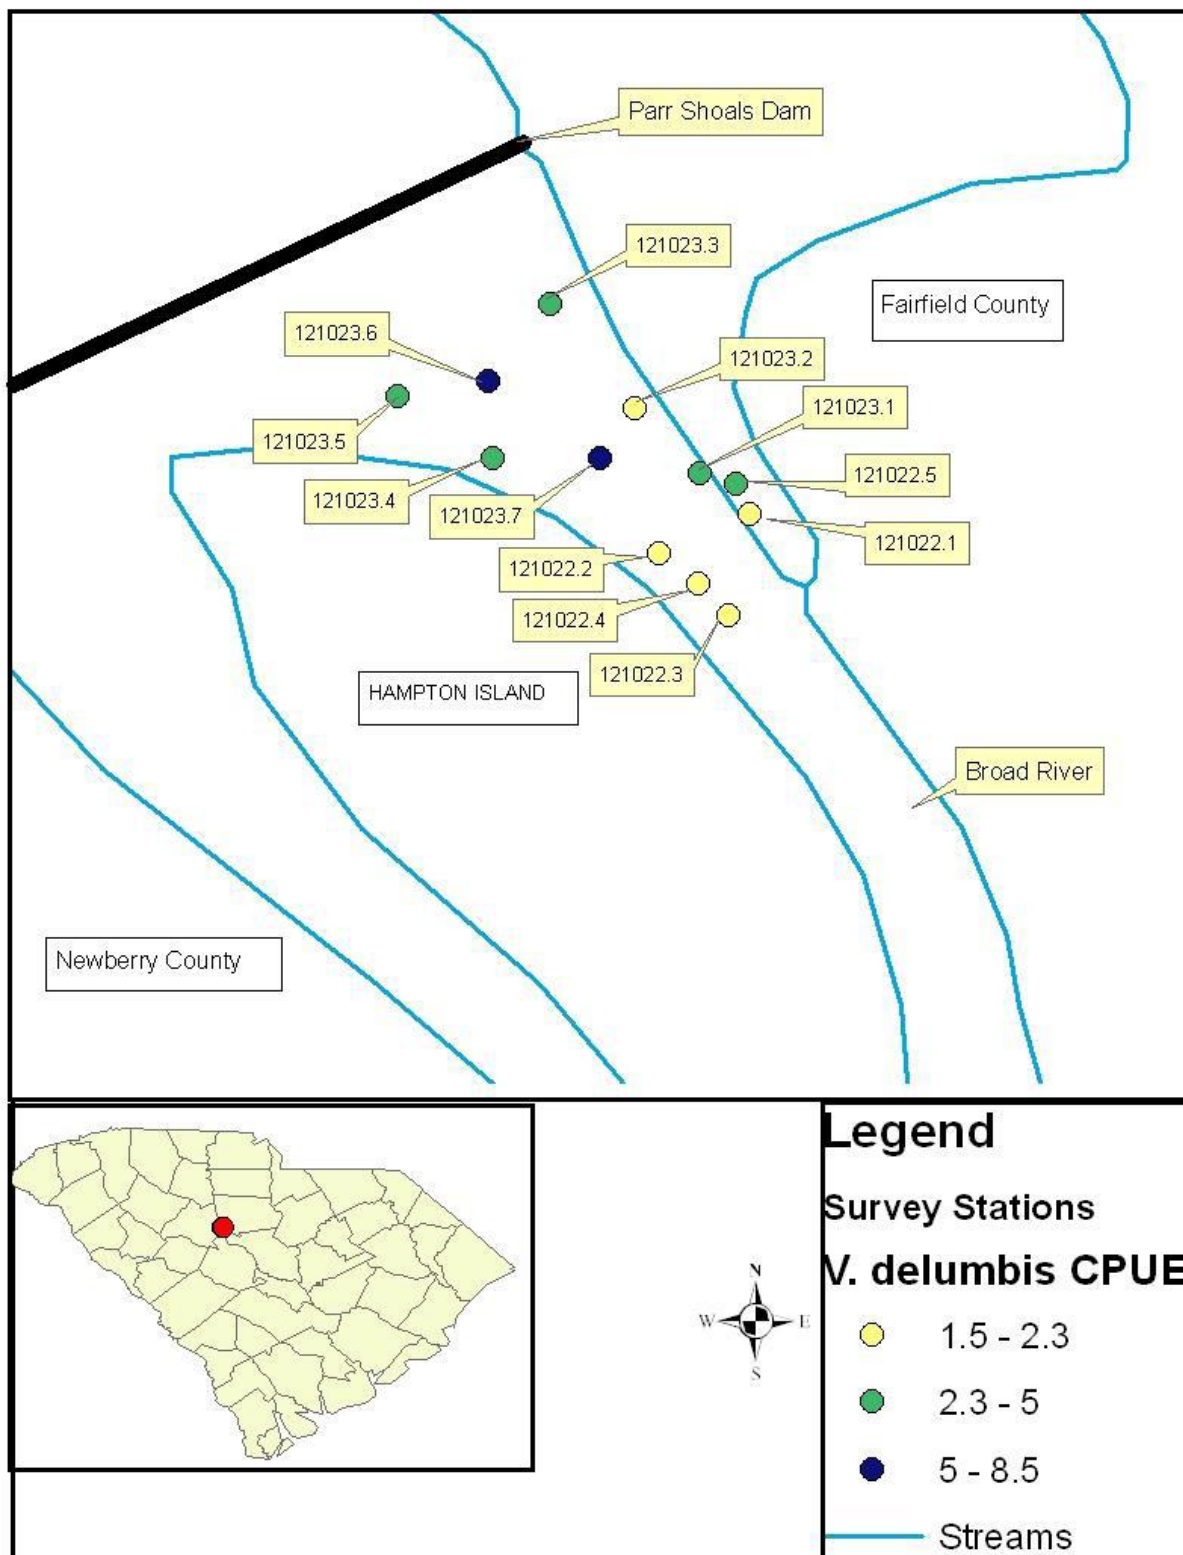 Parr Shoals Dam
121023.3
Fairfield County
121023.6
121023.2
121023.1
121023.5
121022.5
121023.4
121023.7
121022.1
121022.2
121022.4
121022.3
HAMPTON ISLAND
Broad River
Newberry County
Legend
Survey Stations
V. delumbis CPUE
1.5 - 2.3
2.3 - 5
5 - 8.5
Streams
N
W E
S